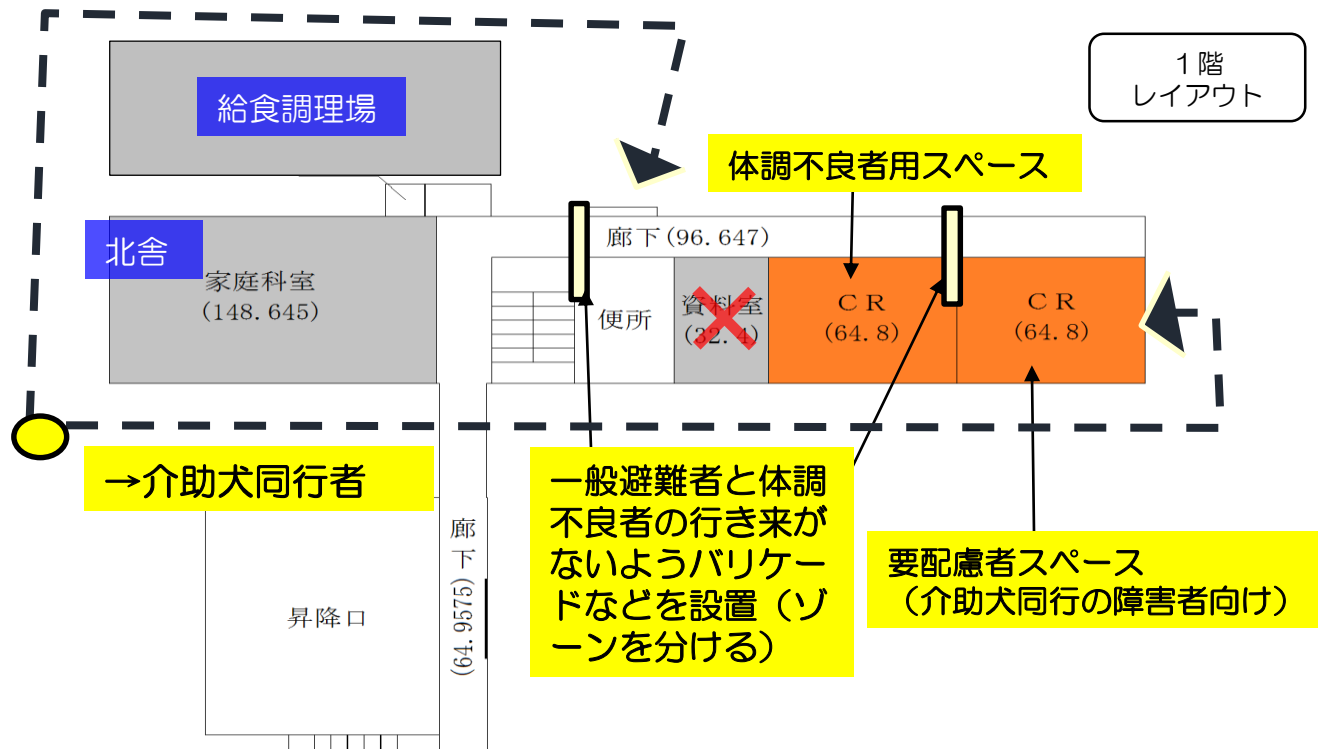 1階
レイアウト
給食調理場
体調不良者用スペース
北舎
廊下(96.647)
家庭科室
(148.645)
便所
資料室
(32.4)
CR
(64.8)
CR
(64.8)
→介助犬同行者
一般避難者と体調
不良者の行き来が
ないようバリケー
ドなどを設置（ゾ
ーンを分ける）
要配慮者スペース
（介助犬同行の障害者向け）
廊下
(64.9575)
昇降口